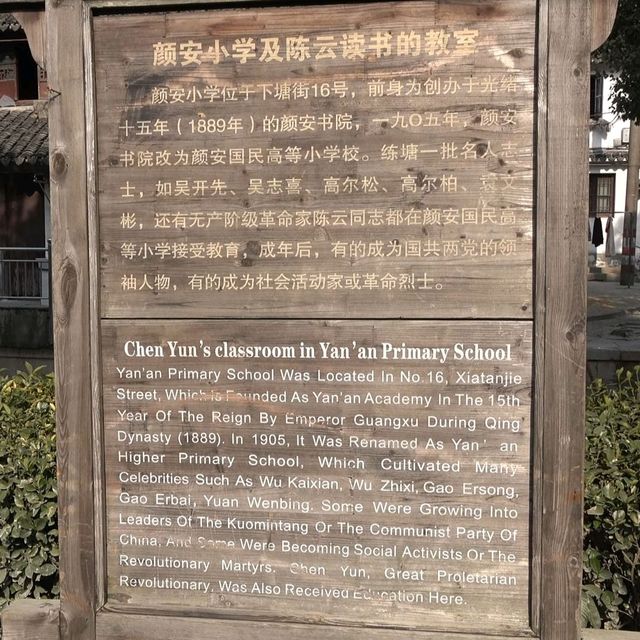 颜安小学及陈云读书的教室
颜安小学位于下塘街16号，前身为创办于光绪
十五年（1889年）的颜安书院，一九〇五年，颜安
书院改为颜安国民高等小学校。练塘一批名人志
士，如吴开先、吴志喜、高尔松、高尔柏、袁文
彬，还有无产阶级革命家陈云同志都在颜安国民高
等小学接受教育，成年后，有的成为国共两党的领
袖人物，有的成为社会活动家或革命烈士。
Chen Yun's classroom in Yan'an Primary School
Yan'an Primary School Was Located In No.16, Xiatanjie
Street, Which is Founded As Yan'an Academy In The 15th
Year Of The Reign By Emperor Guangxu During Qing
Dynasty (1889). In 1905, It Was Renamed As Yan' an
Higher Primary School, Which Cultivated Many
Celebrities Such As Wu Kaixian, Wu Zhixi, Gao Ersong,
Gao Erbai, Yuan Wenbing. Some Were Growing Into
Leaders Of The Kuomintang Or The Communist Party Of
China, And Some Were Becoming Social Activists Or The
Revolutionary Martyrs. Chen Yun, Great Proletarian
Revolutionary, Was Also Received Education Here.